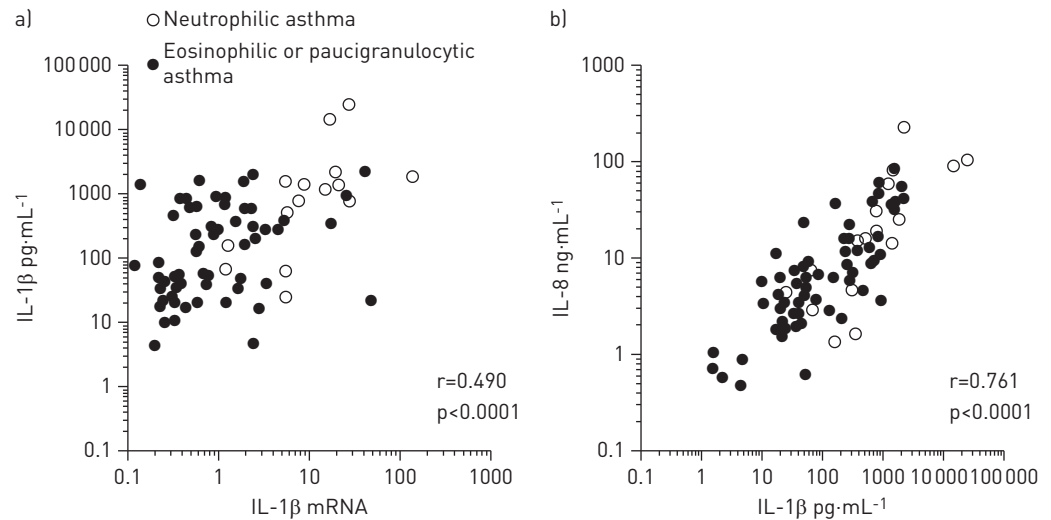 a)
Neutrophilic asthma
Eosinophilic or paucigranulocytic
asthma
100 000
10 000
1000
100
10
1
0.1
IL-1β pg·mL⁻¹
r=0.490
p<0.0001
0.1 1 10 100 1000
IL-1β mRNA
b)
1000
100
10
1
0.1
IL-8 ng·mL⁻¹
r=0.761
p<0.0001
0.1 1 10 100 1000 10 000 100 000
IL-1β pg·mL⁻¹